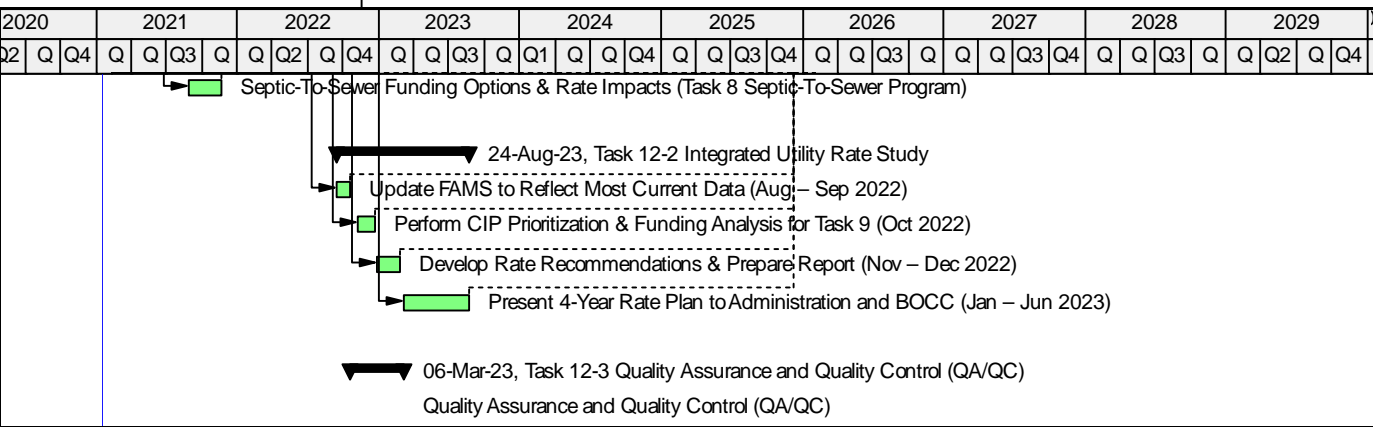 2020 2021 2022 2023 2024 2025 2026 2027 2028 2029
Q2 Q Q4 Q Q Q3 Q Q Q2 Q Q4 Q Q Q3 Q Q1 Q Q Q4 Q Q Q3 Q4 Q Q Q3 Q Q Q Q3 Q4 Q Q Q3 Q Q Q2 Q Q4
Septic-To-Sewer Funding Options & Rate Impacts (Task 8 Septic-To-Sewer Program)
24-Aug-23, Task 12-2 Integrated Utility Rate Study
Update FAMS to Reflect Most Current Data (Aug – Sep 2022)
Perform CIP Prioritization & Funding Analysis for Task 9 (Oct 2022)
Develop Rate Recommendations & Prepare Report (Nov – Dec 2022)
Present 4-Year Rate Plan to Administration and BOCC (Jan – Jun 2023)
06-Mar-23, Task 12-3 Quality Assurance and Quality Control (QA/QC)
Quality Assurance and Quality Control (QA/QC)